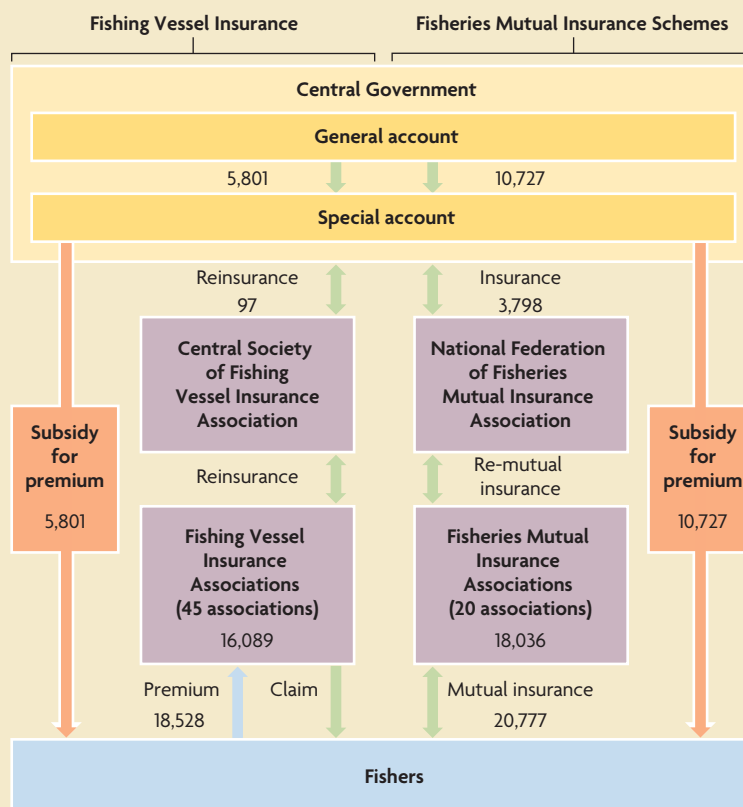 Fishing Vessel Insurance
Fisheries Mutual Insurance Schemes
Central Government
General account
5,801
10,727
Special account
Reinsurance
97
Insurance
3,798
Central Society
of Fishing
Vessel Insurance
Association
National Federation
of Fisheries
Mutual Insurance
Association
Subsidy
for
premium
5,801
Subsidy
for
premium
10,727
Reinsurance
Re-mutual
insurance
Fishing Vessel
Insurance
Associations
(45 associations)
16,089
Fisheries Mutual
Insurance
Associations
(20 associations)
18,036
Premium
18,528
Claim
Mutual insurance
20,777
Fishers